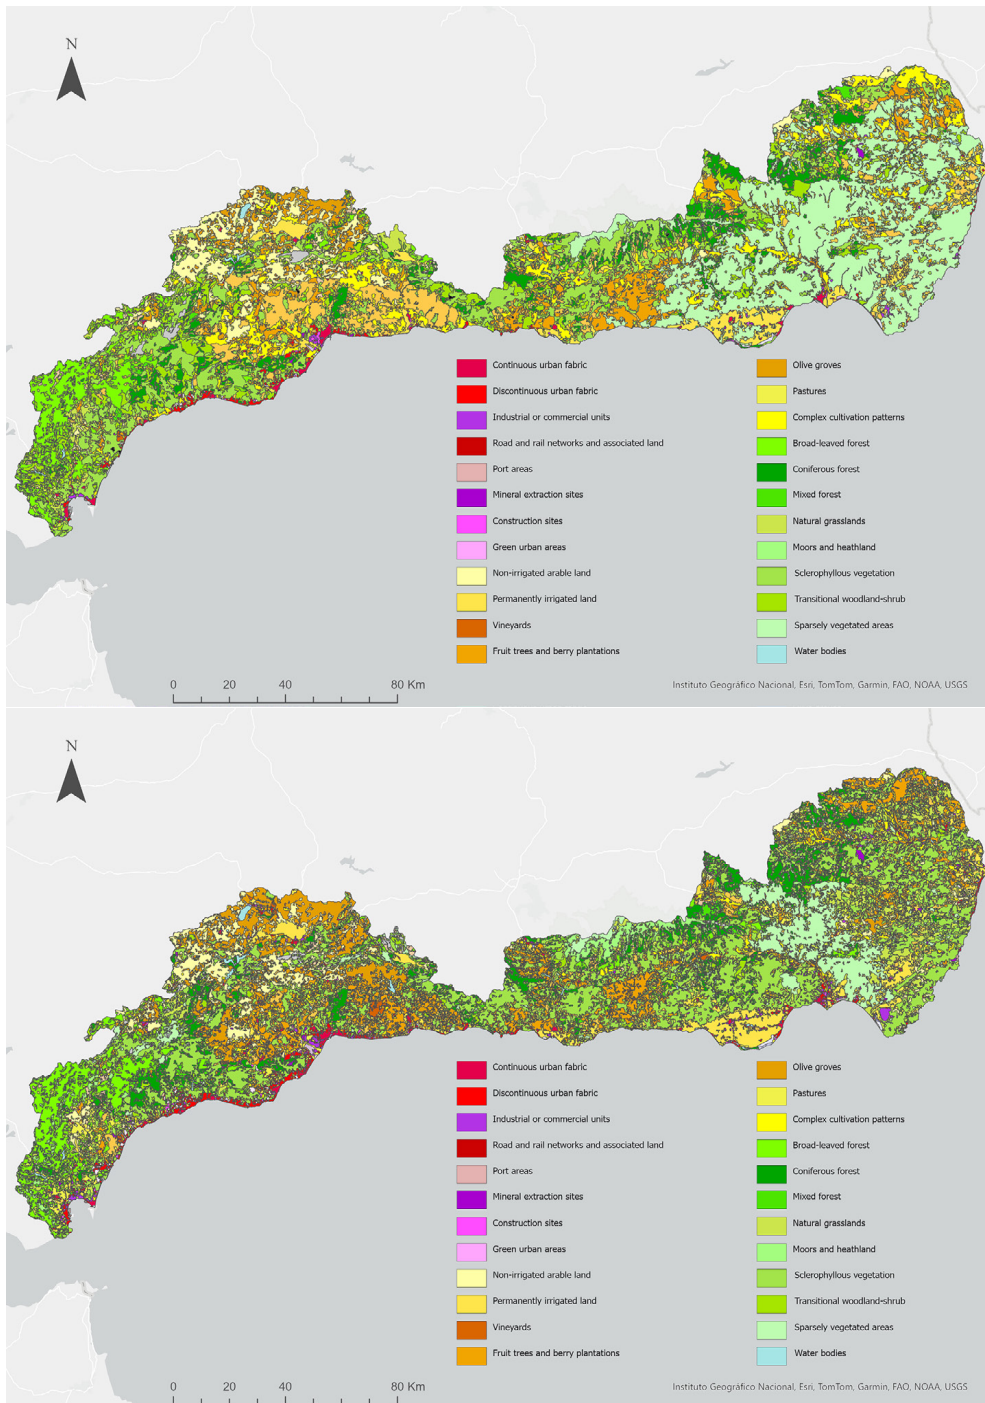 N
Continuous urban fabric
Discontinuous urban fabric
Industrial or commercial units
Road and rail networks and associated land
Port areas
Mineral extraction sites
Construction sites
Green urban areas
Non-irrigated arable land
Permanently irrigated land
Vineyards
Fruit trees and berry plantations
Olive groves
Pastures
Complex cultivation patterns
Broad-leaved forest
Coniferous forest
Mixed forest
Natural grasslands
Moors and heathland
Sclerophyllous vegetation
Transitional woodland-shrub
Sparsely vegetated areas
Water bodies
0 20 40 80 Km
Instituto Geográfico Nacional, Esri, TomTom, Garmin, FAO, NOAA, USGS
N
Continuous urban fabric
Discontinuous urban fabric
Industrial or commercial units
Road and rail networks and associated land
Port areas
Mineral extraction sites
Construction sites
Green urban areas
Non-irrigated arable land
Permanently irrigated land
Vineyards
Fruit trees and berry plantations
Olive groves
Pastures
Complex cultivation patterns
Broad-leaved forest
Coniferous forest
Mixed forest
Natural grasslands
Moors and heathland
Sclerophyllous vegetation
Transitional woodland-shrub
Sparsely vegetated areas
Water bodies
0 20 40 80 Km
Instituto Geográfico Nacional, Esri, TomTom, Garmin, FAO, NOAA, USGS